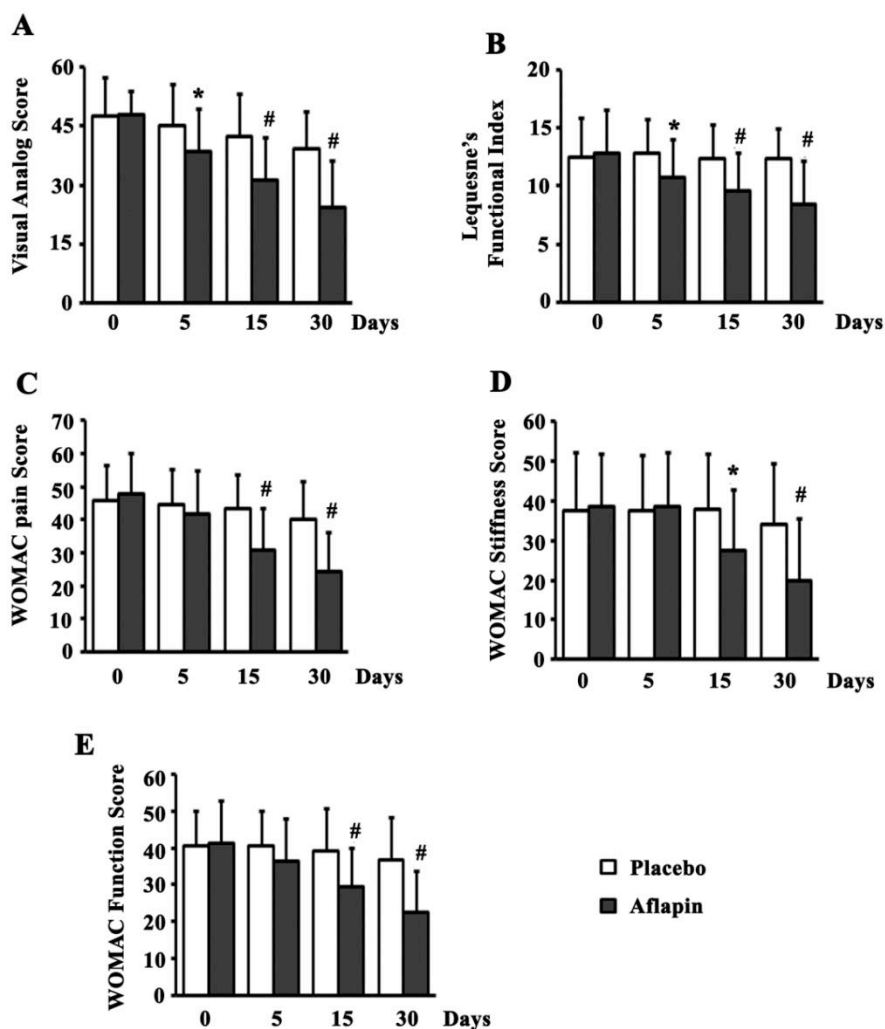 A
Visual Analog Score
60
45
30
15
0
*
#
#
0 5 15 30 Days
B
Lequesne's
Functional Index
20
15
10
5
0
*
#
#
0 5 15 30 Days
C
WOMAC pain Score
70
60
50
40
30
20
10
0
#
#
0 5 15 30 Days
D
WOMAC Stiffness Score
60
50
40
30
20
10
0
*
#
0 5 15 30 Days
E
WOMAC Function Score
60
50
40
30
20
10
0
#
#
0 5 15 30 Days
Placebo
Aflapin